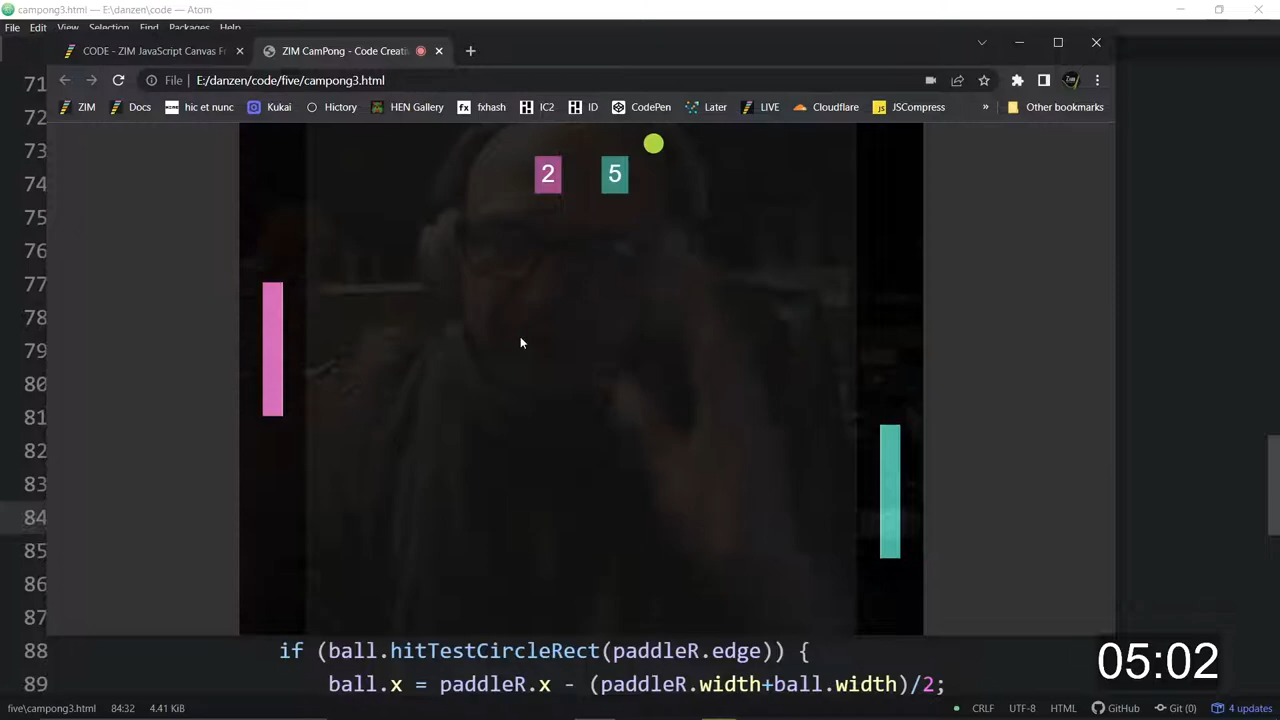 campong3.html — E:\danzen\code — Atom
File Edit View Selection Find Packages Help
CODE - ZIM JavaScript Canvas Fr
ZIM CamPong - Code Creativ
File E:/danzen/code/five/campong3.html
ZIM Docs hic et nunc Kukai Hictory HEN Gallery fxhash IC2 ID CodePen Later LIVE Cloudflare JSCompress » Other bookmarks
71
72
73
74
75
76
77
78
79
80
81
82
83
84
85
86
87
2 5
88 if (ball.hitTestCircleRect(paddleR.edge)) {
89 ball.x = paddleR.x - (paddleR.width+ball.width)/2;
05:02
five\campong3.html 84:32 4.41 KiB CRLF UTF-8 HTML GitHub Git (0) 4 updates